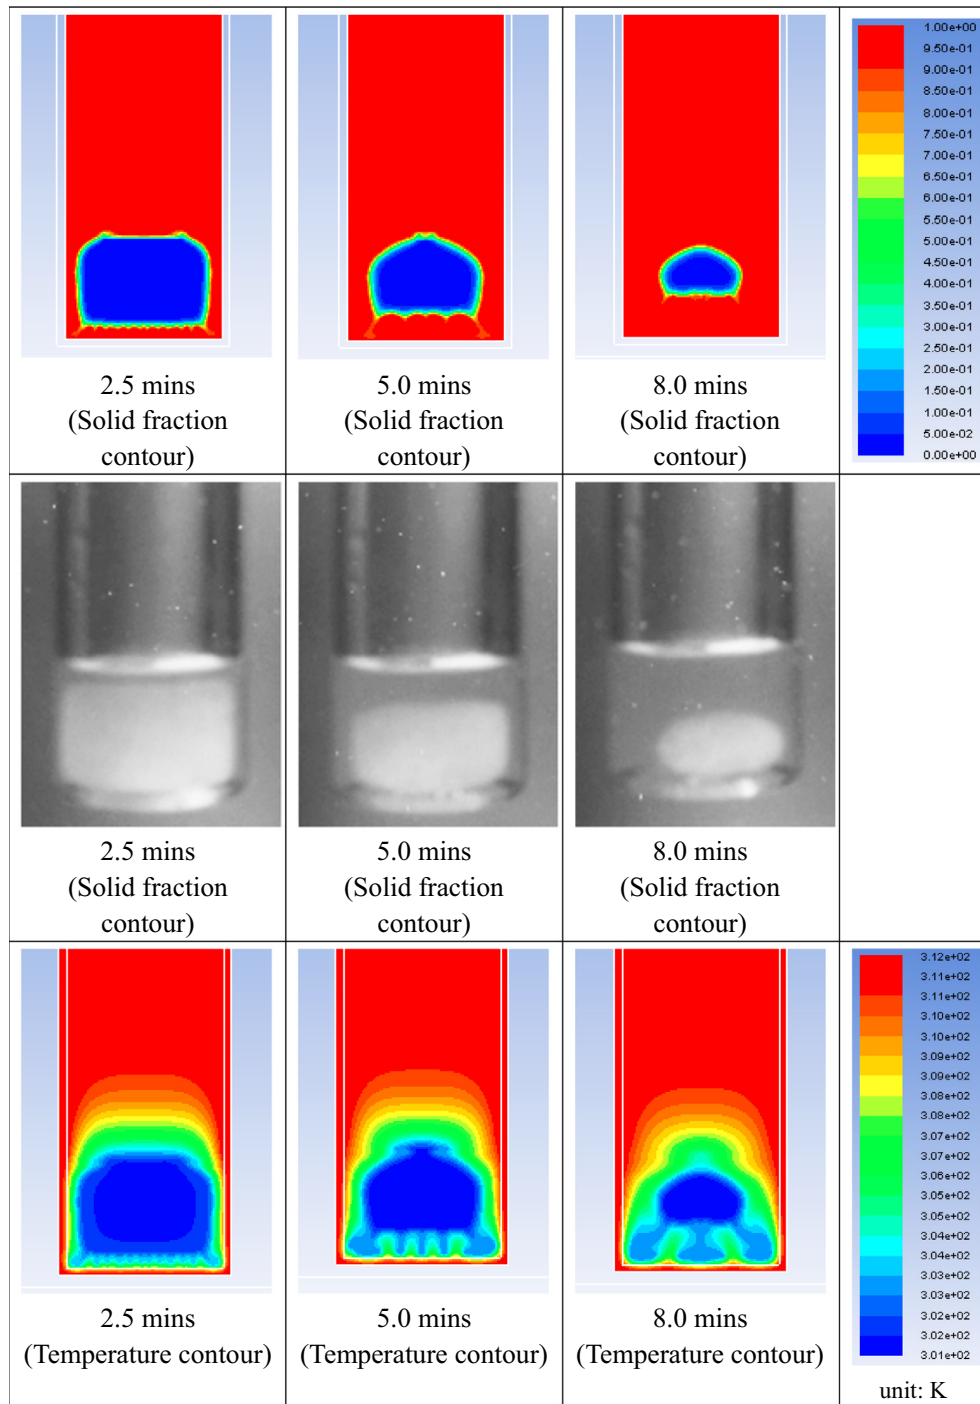 1.00e+00
9.50e-01
9.00e-01
8.50e-01
8.00e-01
7.50e-01
7.00e-01
6.50e-01
6.00e-01
5.50e-01
5.00e-01
4.50e-01
4.00e-01
3.50e-01
3.00e-01
2.50e-01
2.00e-01
1.50e-01
1.00e-01
5.00e-02
0.00e+00
2.5 mins
(Solid fraction
contour)
5.0 mins
(Solid fraction
contour)
8.0 mins
(Solid fraction
contour)
2.5 mins
(Solid fraction
contour)
5.0 mins
(Solid fraction
contour)
8.0 mins
(Solid fraction
contour)
3.12e+02
3.11e+02
3.11e+02
3.10e+02
3.10e+02
3.09e+02
3.09e+02
3.08e+02
3.08e+02
3.07e+02
3.07e+02
3.06e+02
3.05e+02
3.05e+02
3.04e+02
3.04e+02
3.03e+02
3.03e+02
3.02e+02
3.02e+02
3.01e+02
2.5 mins
(Temperature contour)
5.0 mins
(Temperature contour)
8.0 mins
(Temperature contour)
unit: K